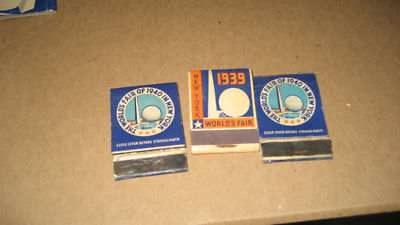 THE WORLD'S FAIR OF 1940 IN NEW YORK
CLOSE COVER BEFORE STRIKING MATCH
NEW YORK
1939
WORLD'S FAIR
THE WORLD'S FAIR OF 1940 IN NEW YORK
CLOSE COVER BEFORE STRIKING MATCH